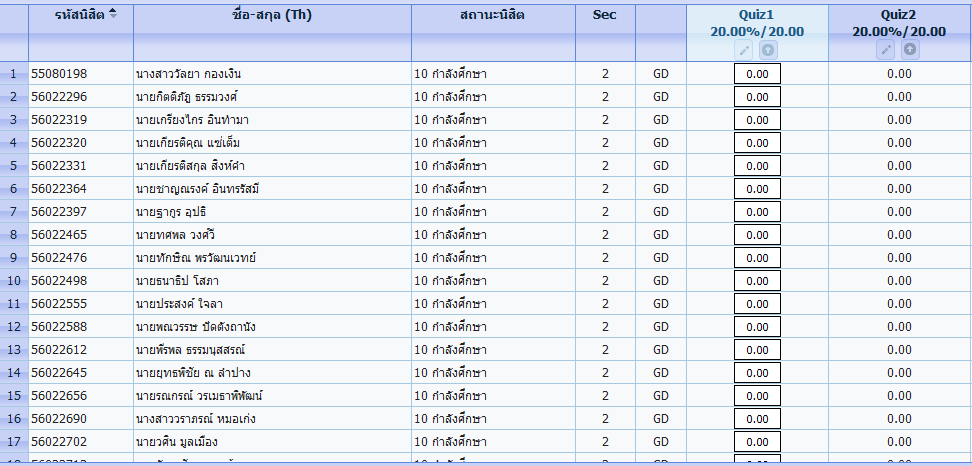 รหัสนิสิต ชื่อ-สกุล (Th) สถานะนิสิต Sec Quiz1 Quiz2
20.00%/20.00 20.00%/20.00
1 55080198 นางสาววัลยา กองเงิน 10 กำลังศึกษา 2 GD 0.00 0.00
2 56022296 นายกิตติภัฎ ธรรมวงศ์ 10 กำลังศึกษา 2 GD 0.00 0.00
3 56022319 นายเกรียงไกร อินทำมา 10 กำลังศึกษา 2 GD 0.00 0.00
4 56022320 นายเกียรติคุณ แซ่เต็ม 10 กำลังศึกษา 2 GD 0.00 0.00
5 56022331 นายเกียรติสกุล สิงห์คำ 10 กำลังศึกษา 2 GD 0.00 0.00
6 56022364 นายชาญณรงค์ อินทรรัสมี 10 กำลังศึกษา 2 GD 0.00 0.00
7 56022397 นายฐากูร อุปธิ 10 กำลังศึกษา 2 GD 0.00 0.00
8 56022465 นายทศพล วงศ์วี 10 กำลังศึกษา 2 GD 0.00 0.00
9 56022476 นายทักษิณ พรวัฒนเวทย์ 10 กำลังศึกษา 2 GD 0.00 0.00
10 56022498 นายธนาธิป โสภา 10 กำลังศึกษา 2 GD 0.00 0.00
11 56022555 นายประสงค์ ใจลา 10 กำลังศึกษา 2 GD 0.00 0.00
12 56022588 นายพณวรรษ ปัดตังถานัง 10 กำลังศึกษา 2 GD 0.00 0.00
13 56022612 นายพีรพล ธรรมนุสสรณ์ 10 กำลังศึกษา 2 GD 0.00 0.00
14 56022645 นายยุทธพิชัย ณ ลำปาง 10 กำลังศึกษา 2 GD 0.00 0.00
15 56022656 นายรณกรณ์ วรเมธาพิพัฒน์ 10 กำลังศึกษา 2 GD 0.00 0.00
16 56022690 นางสาววราภรณ์ หมอเก่ง 10 กำลังศึกษา 2 GD 0.00 0.00
17 56022702 นายวศิน มูลเมือง 10 กำลังศึกษา 2 GD 0.00 0.00